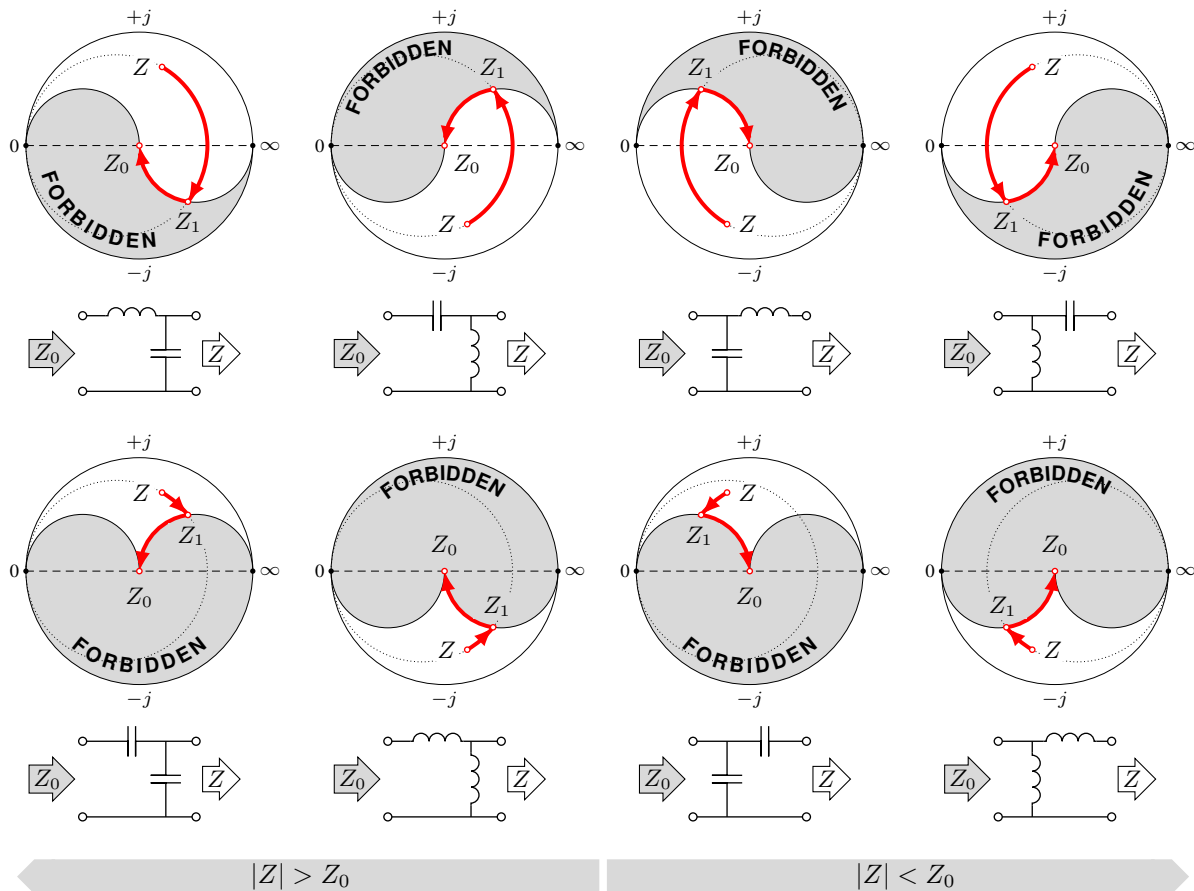 +j +j +j +j
Z FORBIDDEN Z₁ Z₁ FORBIDDEN Z
0 Z₀ ∞ 0 Z₀ ∞ 0 Z₀ ∞ 0 Z₀ ∞
FORBIDDEN Z₁ Z Z Z₁ FORBIDDEN
−j −j −j −j
Z₀ Z Z₀ Z Z₀ Z Z₀ Z
+j +j +j +j
Z FORBIDDEN Z FORBIDDEN
Z₁ Z₀ Z₁ Z₀
0 ∞ 0 ∞ 0 ∞ 0 ∞
Z₀ Z₁ Z₀ Z₁
FORBIDDEN Z FORBIDDEN Z
−j −j −j −j
Z₀ Z Z₀ Z Z₀ Z Z₀ Z
|Z| > Z₀ |Z| < Z₀